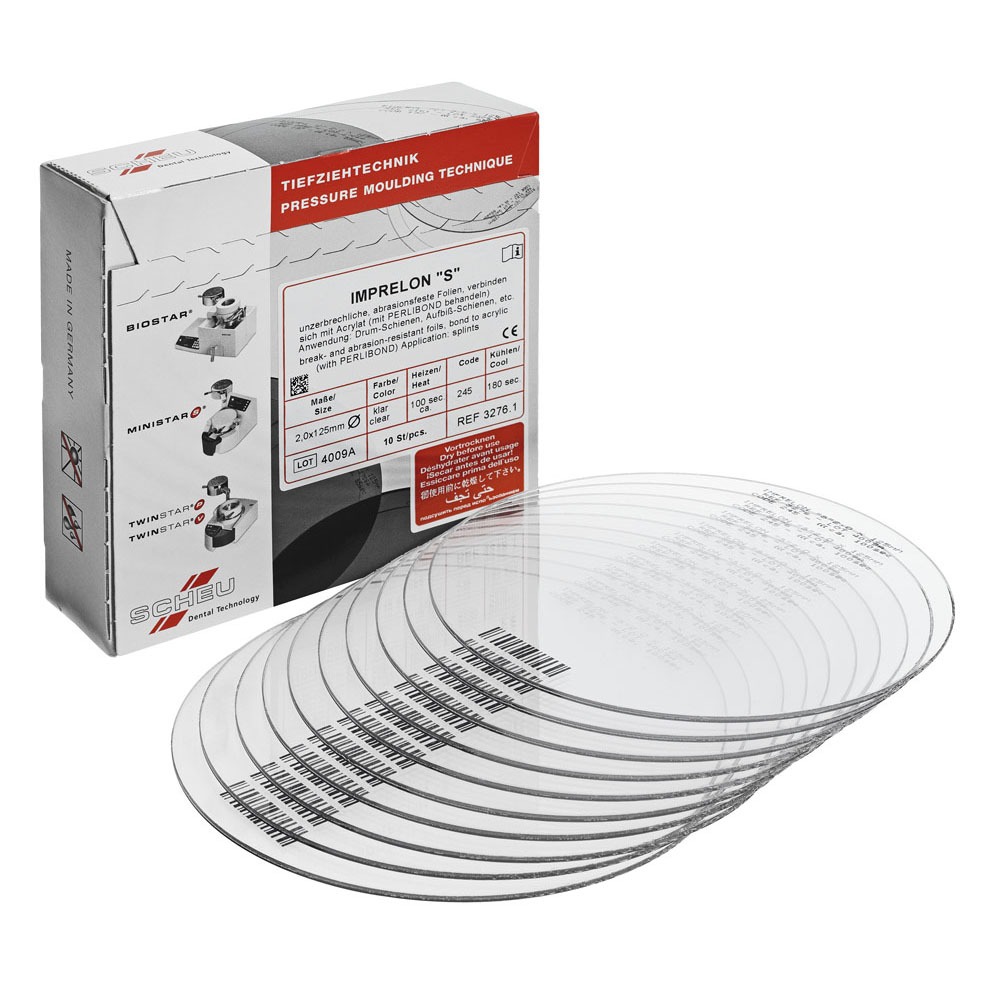 SCHEU
Dental Technology
TIEFZIEHTECHNIK
PRESSURE MOULDING TECHNIQUE
MADE IN GERMANY
BIOSTAR®
MINISTAR S®
TWINSTAR® R
TWINSTAR® V
SCHEU
Dental Technology
i
IMPRELON "S"
unzerbrechliche, abrasionsfeste Folien, verbinden
sich mit Acrylat (mit PERLIBOND behandeln)
Anwendung: Drum-Schienen, Aufbiß-Schienen, etc.
break- and abrasion-resistant foils, bond to acrylic
(with PERLIBOND) Application: splints
CE
Maße/ Farbe/ Heizen/ Code Kühlen/
Size Color Heat Cool
2,0x125mm Ø klar 100 sec. 245 180 sec.
clear ca.
10 St/pcs. REF 3276.1
LOT 4009A
Vortrocknen
Dry before use
Déshydrater avant usage
¡Secar antes de usar!
Essiccare prima dell'uso
御使用前に乾燥して下さい。
حتى تجف